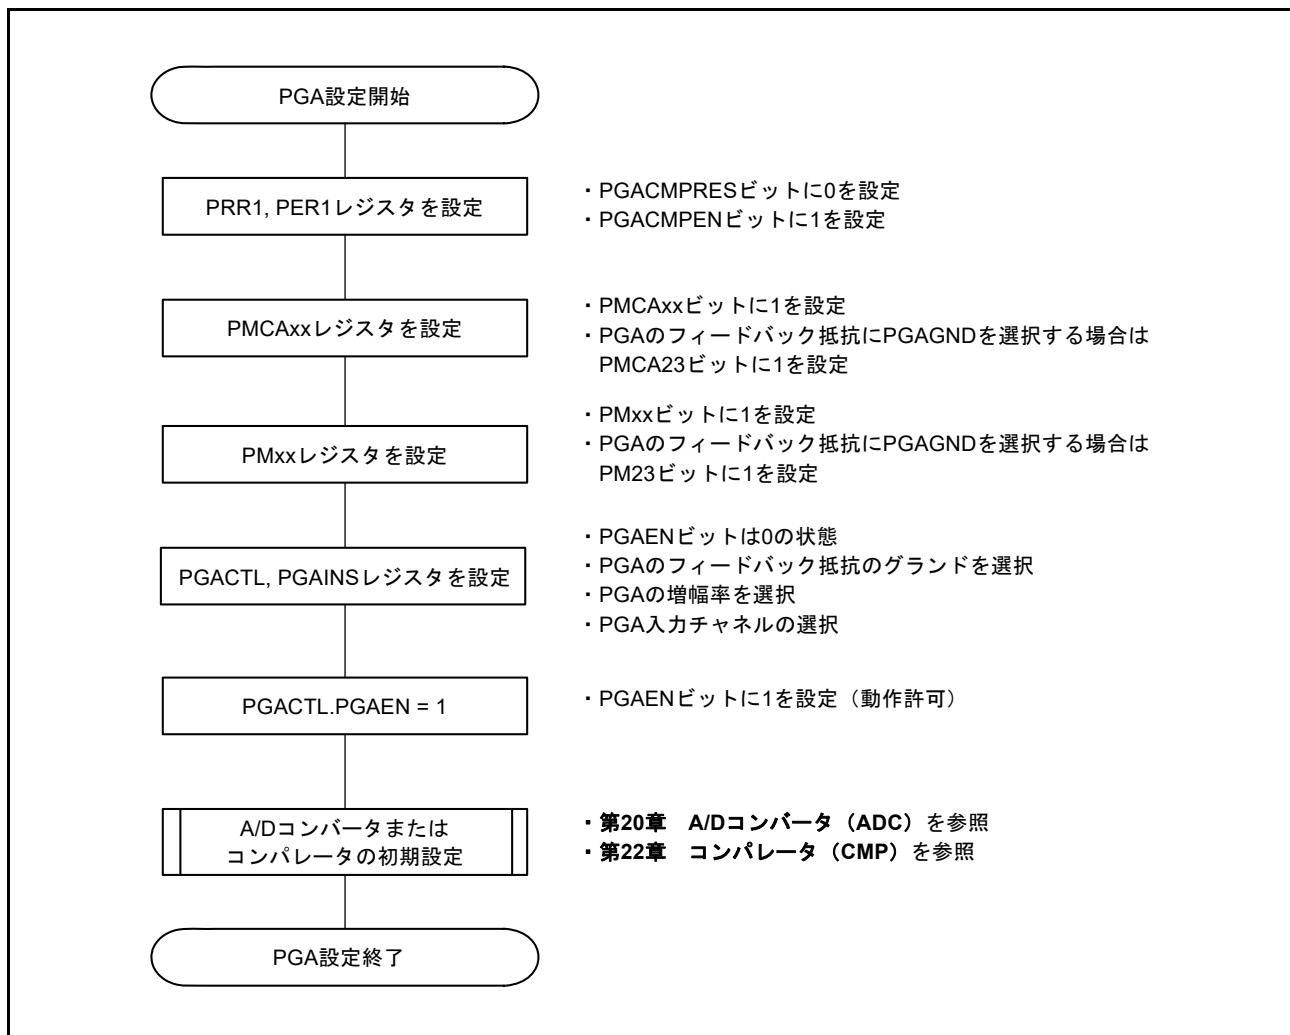 PGA設定開始
PRR1, PER1レジスタを設定
・PGACMPRESビットに0を設定
・PGACMPENビットに1を設定
PMCAxxレジスタを設定
・PMCAxxビットに1を設定
・PGAのフィードバック抵抗にPGAGNDを選択する場合は
PMCA23ビットに1を設定
PMxxレジスタを設定
・PMxxビットに1を設定
・PGAのフィードバック抵抗にPGAGNDを選択する場合は
PM23ビットに1を設定
PGACTL, PGAINSレジスタを設定
・PGAENビットは0の状態
・PGAのフィードバック抵抗のグランドを選択
・PGAの増幅率を選択
・PGA入力チャネルの選択
PGACTL.PGAEN = 1
・PGAENビットに1を設定（動作許可）
A/Dコンバータまたは
コンパレータの初期設定
・第20章　A/Dコンバータ（ADC）を参照
・第22章　コンパレータ（CMP）を参照
PGA設定終了